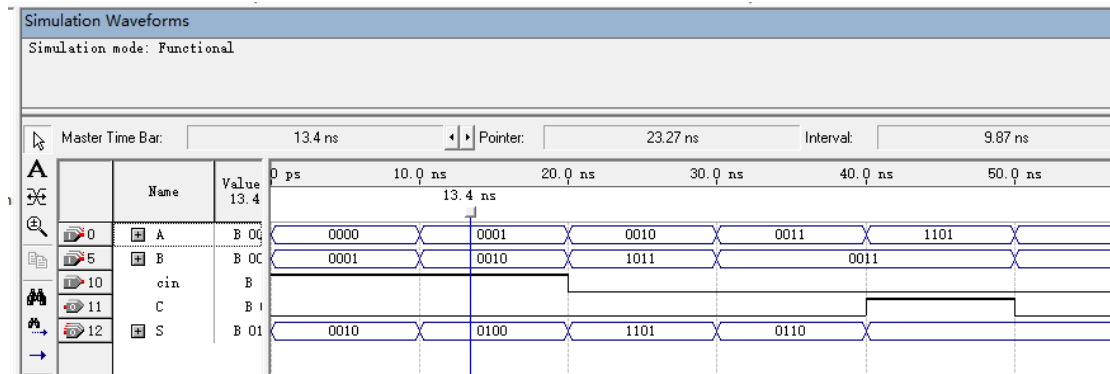 Simulation Waveforms
Simulation mode: Functional
Master Time Bar: 13.4 ns Pointer: 23.27 ns Interval: 9.87 ns
A
Name Value 13.4
0 ps 10.0 ns 20.0 ns 30.0 ns 40.0 ns 50.0 ns
13.4 ns
0 A B 00 0000 0001 0010 0011 1101
5 B B 00 0001 0010 1011 0011
10 cin B
11 C B
12 S B 01 0010 0100 1101 0110